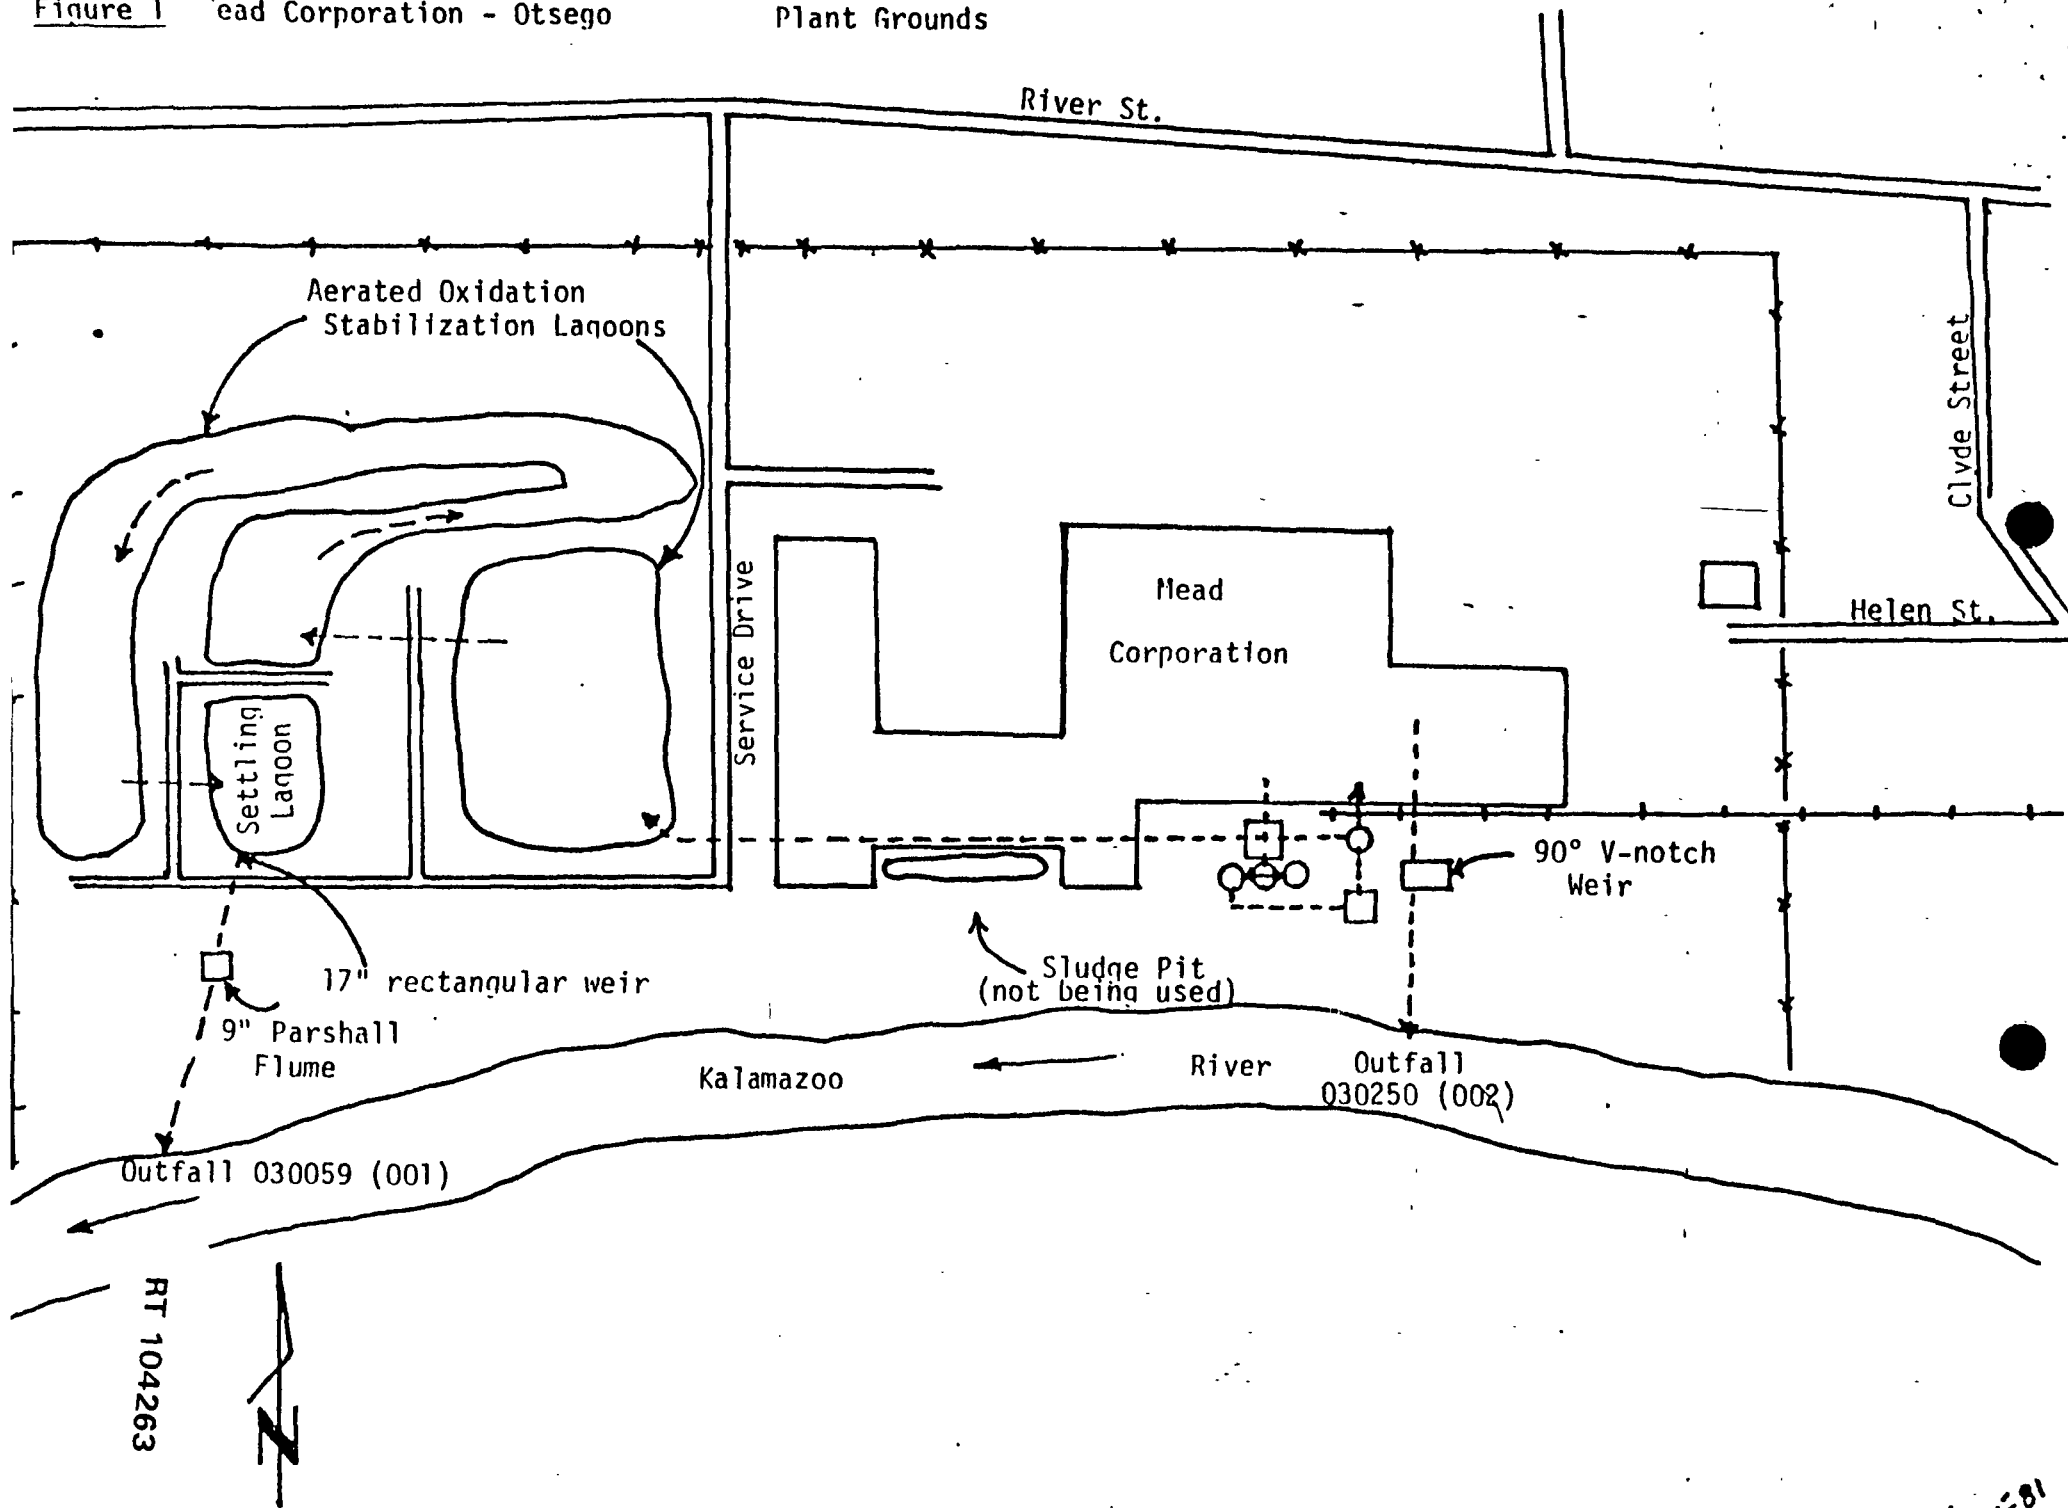 Figure 1 ead Corporation - Otsego Plant Grounds
River St.
Aerated Oxidation
Stabilization Lagoons
Clyde Street
Service Drive
Mead
Corporation
Helen St.
Settling
Lagoon
90° V-notch
Weir
17" rectangular weir
Sludge Pit
(not being used)
9" Parshall
Flume
Kalamazoo River
Outfall
030250 (002)
Outfall 030059 (001)
RT 104263
N